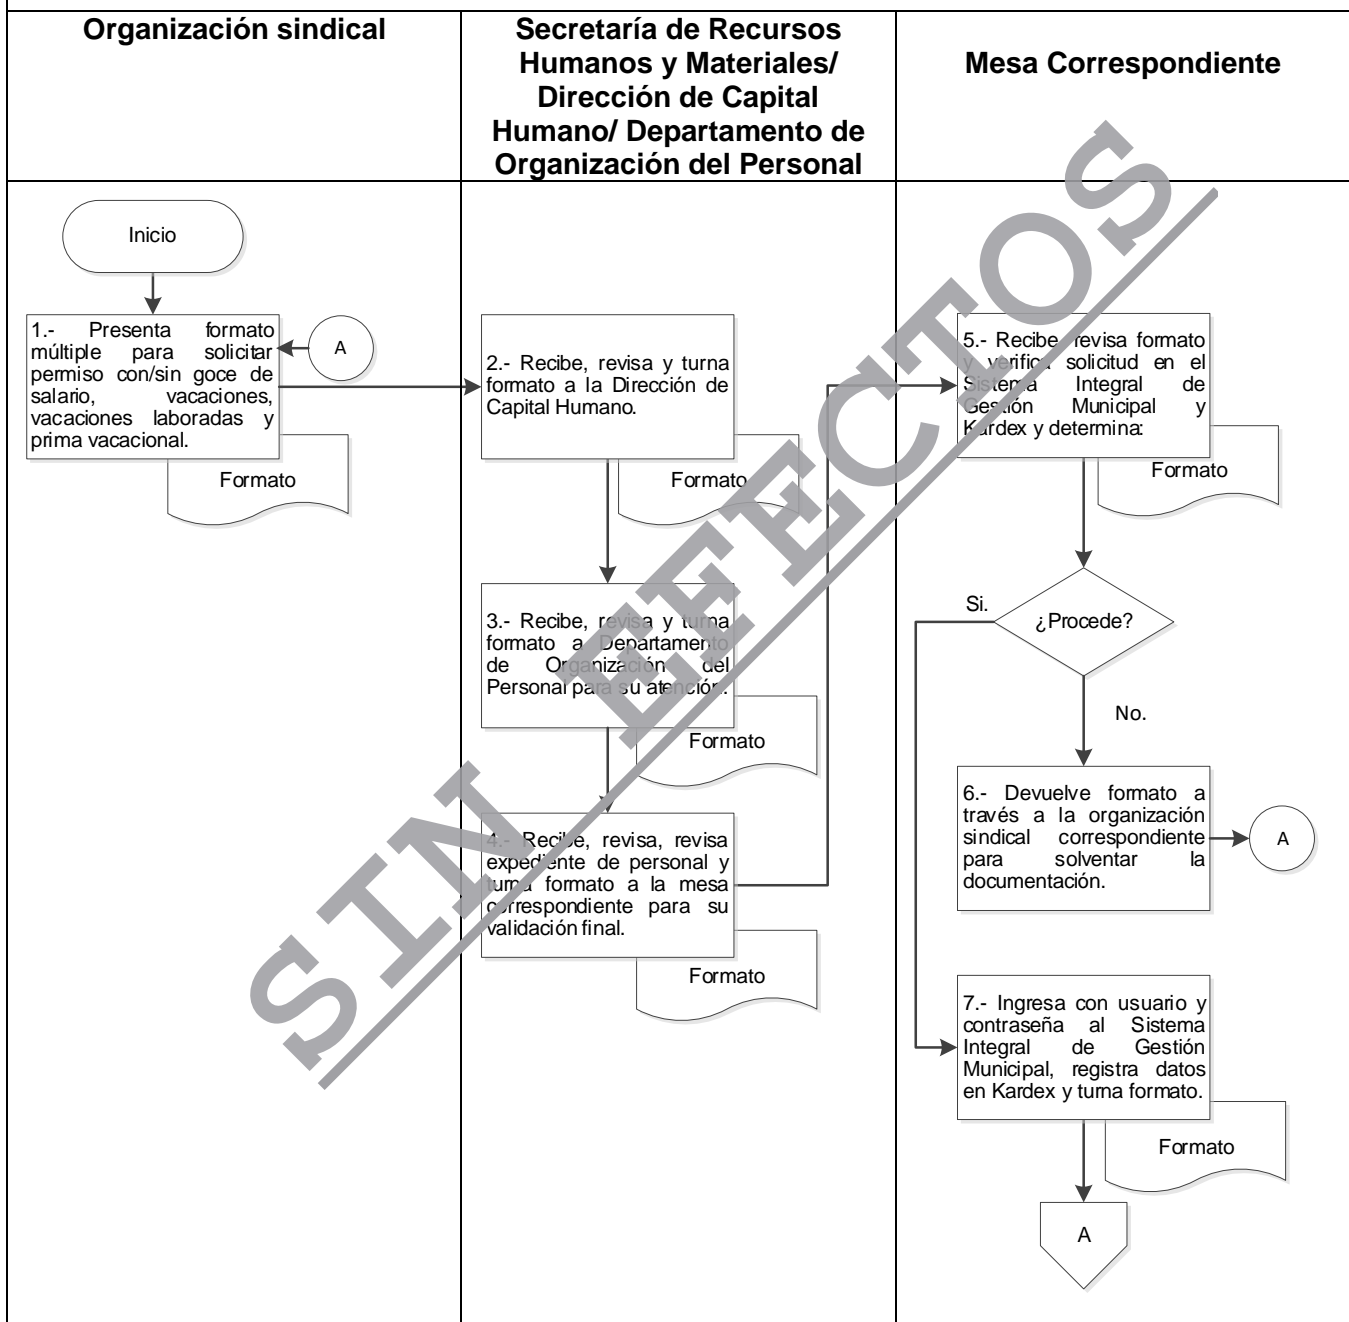 Organización sindical
Secretaría de Recursos
Humanos y Materiales/
Dirección de Capital
Humano/ Departamento de
Organización del Personal
Mesa Correspondiente
Inicio
1.- Presenta formato
múltiple para solicitar
permiso con/sin goce de
salario, vacaciones,
vacaciones laboradas y
prima vacacional.
A
Formato
2.- Recibe, revisa y turna
formato a la Dirección de
Capital Humano.
Formato
3.- Recibe, revisa y turna
formato a Departamento
de Organización del
Personal para su atención.
Formato
4.- Recibe, revisa, revisa
expediente de personal y
turna formato a la mesa
correspondiente para su
validación final.
Formato
5.- Recibe, revisa formato
y verifica solicitud en el
Sistema Integral de
Gestión Municipal y
Kardex y determina:
Formato
¿Procede?
Si.
No.
6.- Devuelve formato a
través a la organización
sindical correspondiente
para solventar la
documentación.
A
7.- Ingresa con usuario y
contraseña al Sistema
Integral de Gestión
Municipal, registra datos
en Kardex y turna formato.
Formato
A
SIN EFECTOS